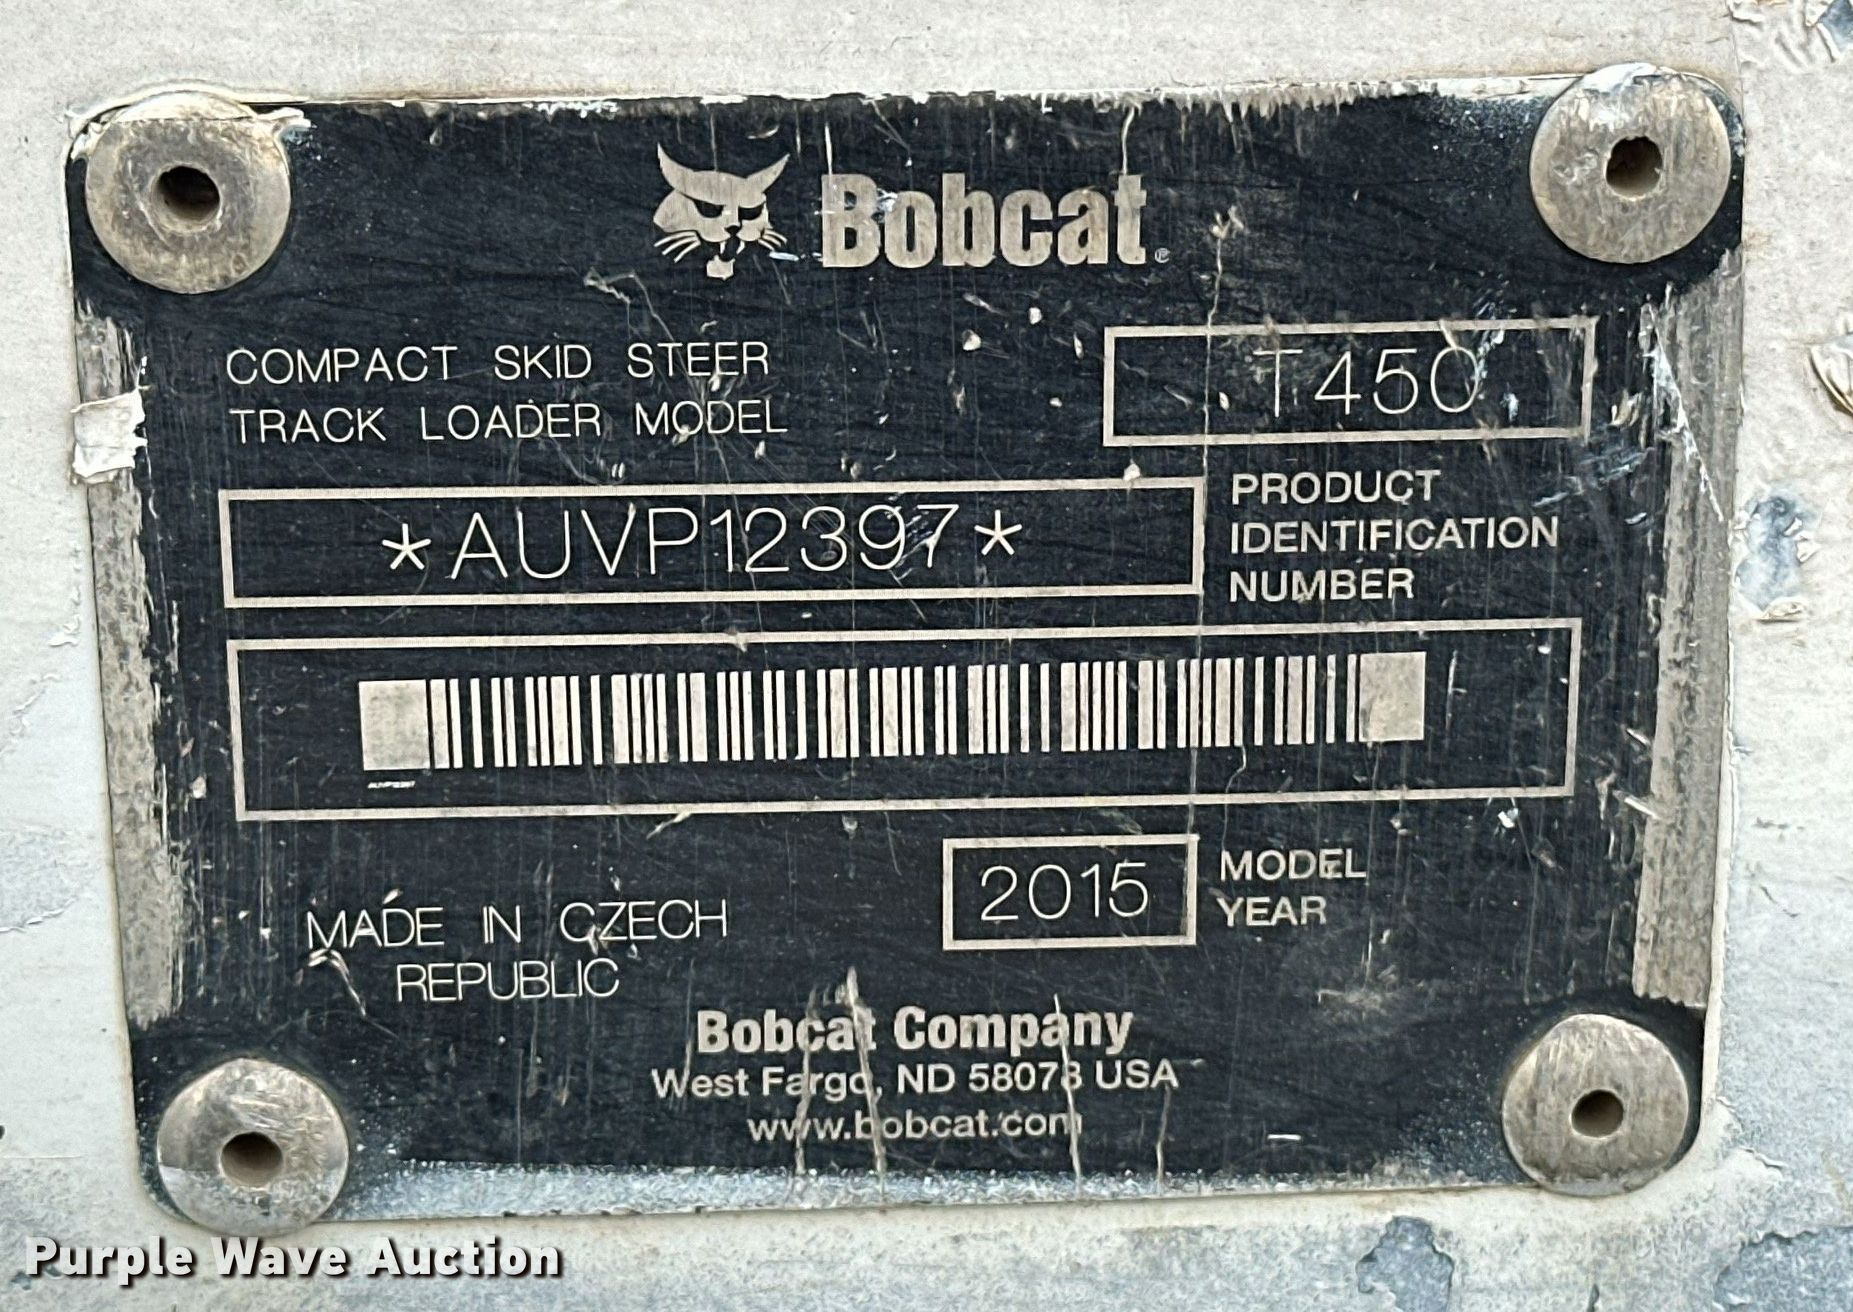 Bobcat®
COMPACT SKID STEER
TRACK LOADER MODEL
T450
*AUVP12397*
PRODUCT
IDENTIFICATION
NUMBER
AUVP12397
2015
MODEL
YEAR
MADE IN CZECH
REPUBLIC
Bobcat Company
West Fargo, ND 58078 USA
www.bobcat.com
Purple Wave Auction